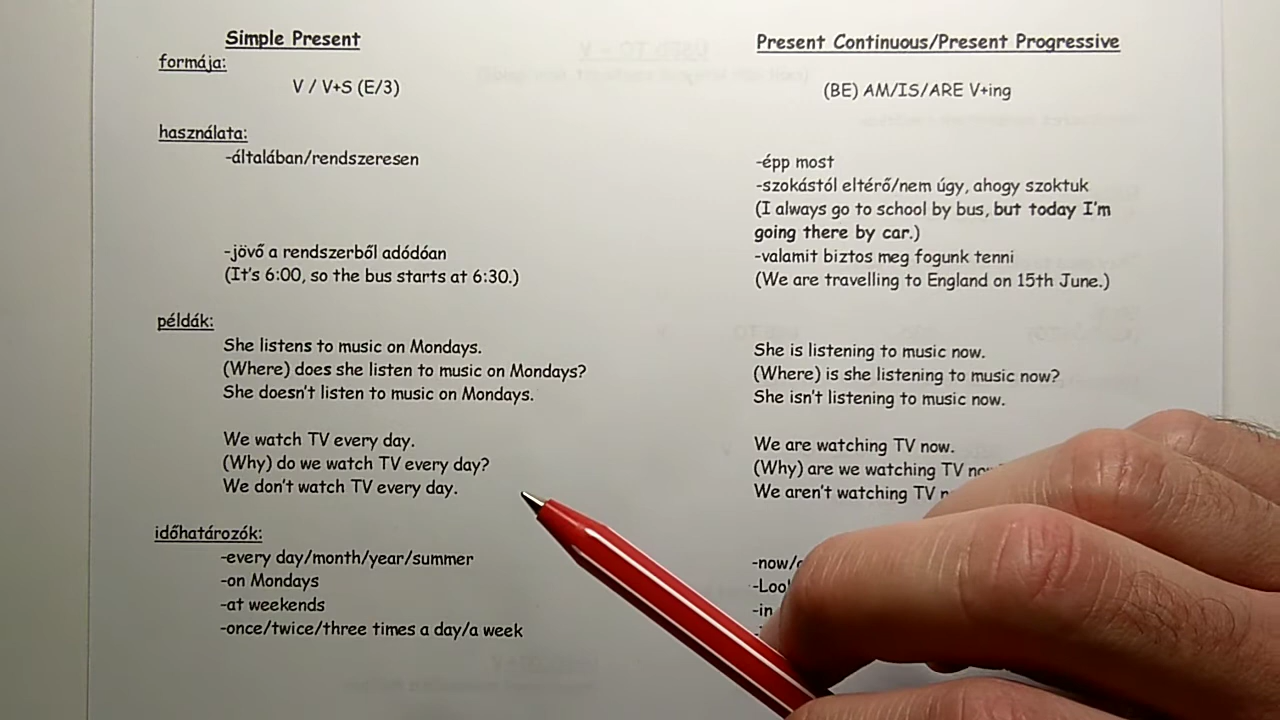 Simple Present
formája:
V / V+S (E/3)
használata:
-általában/rendszeresen
-jövő a rendszerből adódóan
(It's 6:00, so the bus starts at 6:30.)
példák:
She listens to music on Mondays.
(Where) does she listen to music on Mondays?
She doesn't listen to music on Mondays.
We watch TV every day.
(Why) do we watch TV every day?
We don't watch TV every day.
időhatározók:
-every day/month/year/summer
-on Mondays
-at weekends
-once/twice/three times a day/a week
Present Continuous/Present Progressive
(BE) AM/IS/ARE V+ing
-épp most
-szokástól eltérő/nem úgy, ahogy szoktuk
(I always go to school by bus, but today I'm
going there by car.)
-valamit biztos meg fogunk tenni
(We are travelling to England on 15th June.)
She is listening to music now.
(Where) is she listening to music now?
She isn't listening to music now.
We are watching TV now.
(Why) are we watching TV
We aren't watching TV
-now/
-in